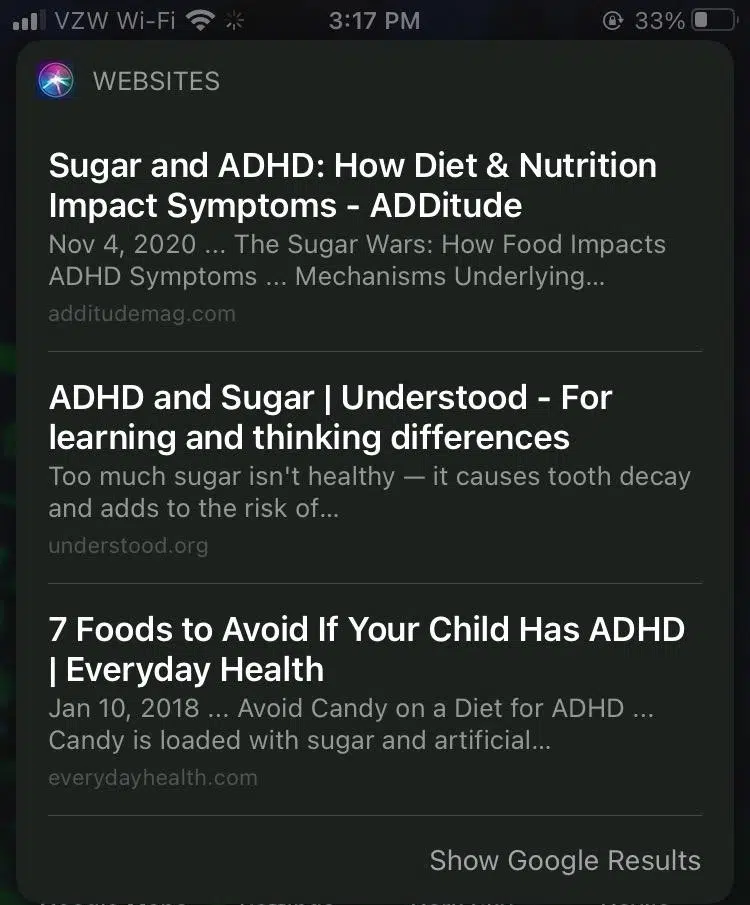 VZW Wi-Fi 3:17 PM 33%
WEBSITES
Sugar and ADHD: How Diet & Nutrition
Impact Symptoms - ADDitude
Nov 4, 2020 ... The Sugar Wars: How Food Impacts
ADHD Symptoms ... Mechanisms Underlying...
additudemag.com
ADHD and Sugar | Understood - For
learning and thinking differences
Too much sugar isn't healthy — it causes tooth decay
and adds to the risk of...
understood.org
7 Foods to Avoid If Your Child Has ADHD
| Everyday Health
Jan 10, 2018 ... Avoid Candy on a Diet for ADHD ...
Candy is loaded with sugar and artificial...
everydayhealth.com
Show Google Results